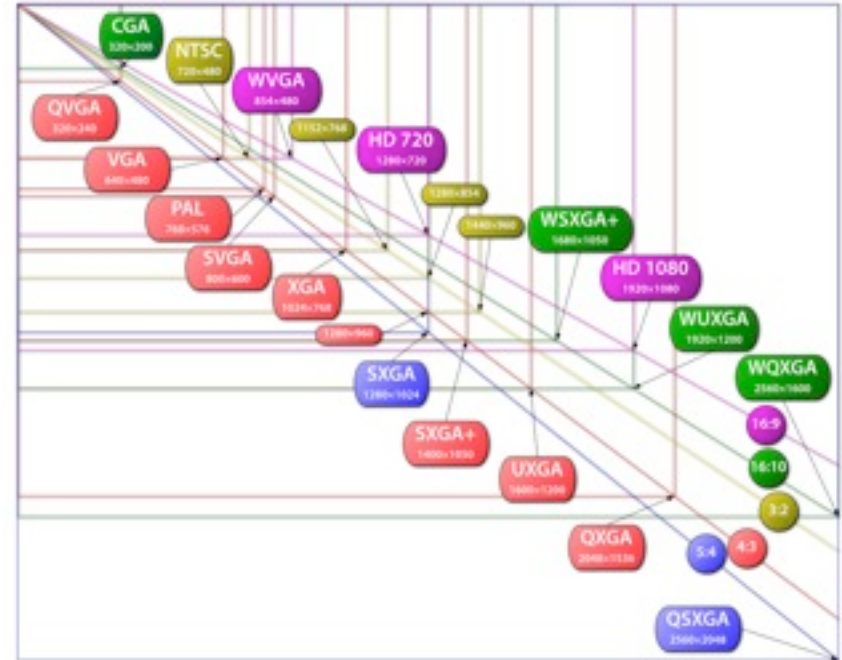 CGA
320×200
NTSC
720×480
WVGA
854×480
QVGA
320×240
1152×768
HD 720
1280×720
VGA
640×480
1280×854
PAL
768×576
1440×960
WSXGA+
1680×1050
SVGA
800×600
HD 1080
1920×1080
XGA
1024×768
WUXGA
1920×1200
1280×960
WQXGA
2560×1600
SXGA
1280×1024
16:9
SXGA+
1400×1050
16:10
UXGA
1600×1200
3:2
QXGA
2048×1536
5:4
4:3
QSXGA
2560×2048